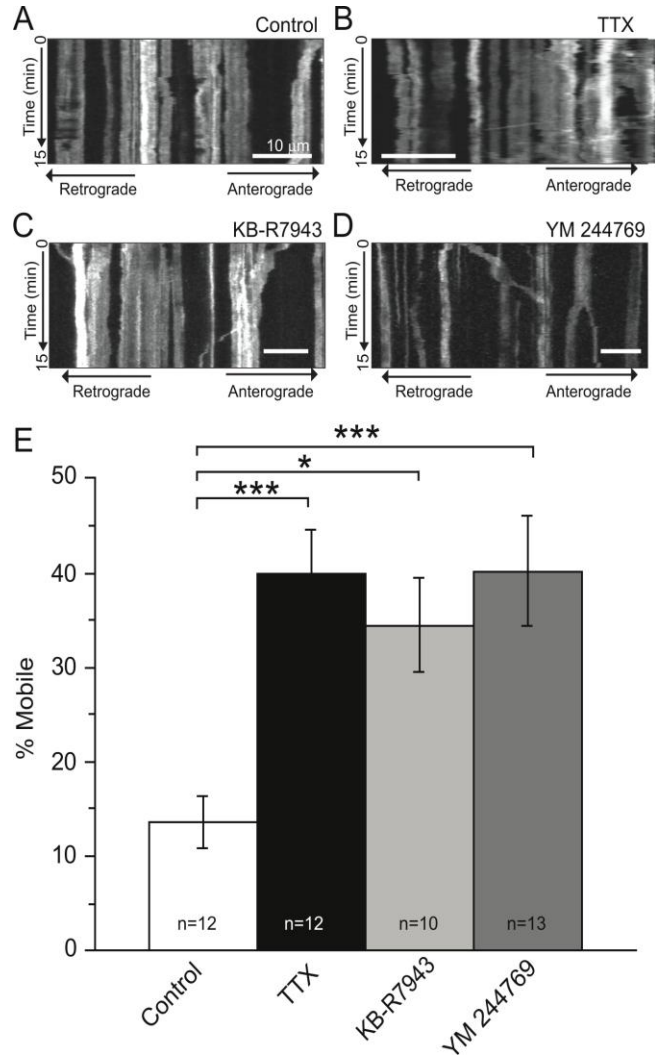 A
Control
0
Time (min)
15
10 μm
Retrograde
Anterograde
B
TTX
0
Time (min)
15
Retrograde
Anterograde
C
KB-R7943
0
Time (min)
15
Retrograde
Anterograde
D
YM 244769
0
Time (min)
15
Retrograde
Anterograde
E
***
*
***
50
40
30
20
10
0
% Mobile
n=12
n=12
n=10
n=13
Control
TTX
KB-R7943
YM 244769